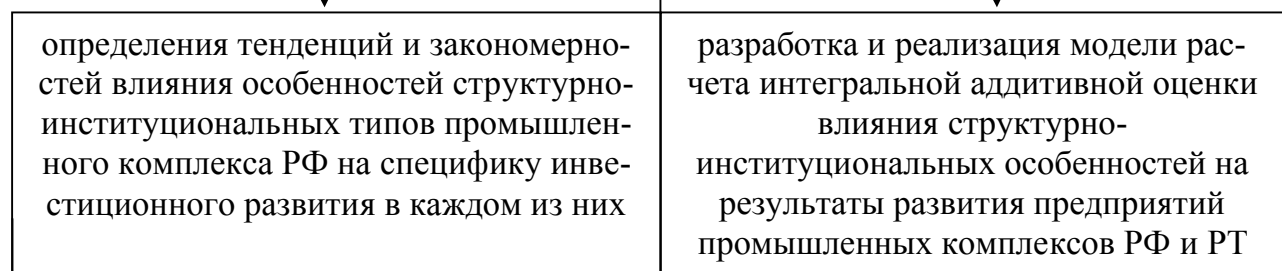 определения тенденций и закономерно-
стей влияния особенностей структурно-
институциональных типов промышлен-
ного комплекса РФ на специфику инве-
стиционного развития в каждом из них
разработка и реализация модели рас-
чета интегральной аддитивной оценки
влияния структурно-
институциональных особенностей на
результаты развития предприятий
промышленных комплексов РФ и РТ